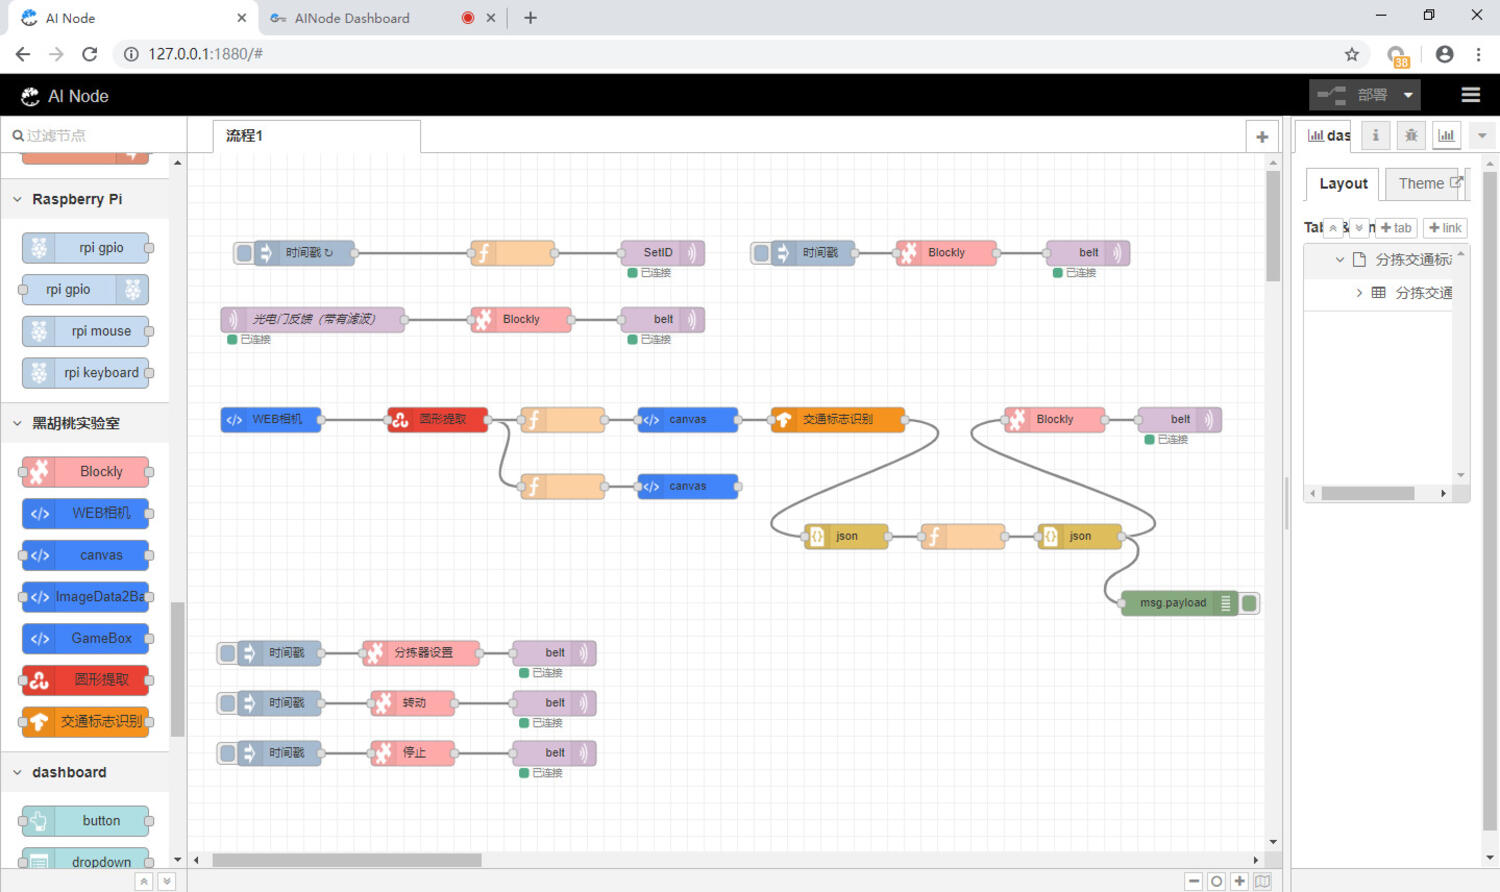 AI Node
AINode Dashboard
127.0.0.1:1880/#
38
AI Node
部署
过滤节点
流程1
das
Raspberry Pi
rpi gpio
rpi gpio
rpi mouse
rpi keyboard
黑胡桃实验室
Blockly
WEB相机
canvas
ImageData2Ba
GameBox
圆形提取
交通标志识别
dashboard
button
dropdown
时间戳 ↻
SetID
已连接
时间戳
Blockly
belt
已连接
光电门反馈（带有滤波）
已连接
Blockly
belt
已连接
WEB相机
圆形提取
canvas
交通标志识别
Blockly
belt
已连接
canvas
json
json
msg.payload
时间戳
分拣器设置
belt
已连接
时间戳
转动
belt
已连接
时间戳
停止
belt
已连接
Layout
Theme
tab
link
分拣交通标志
分拣交通